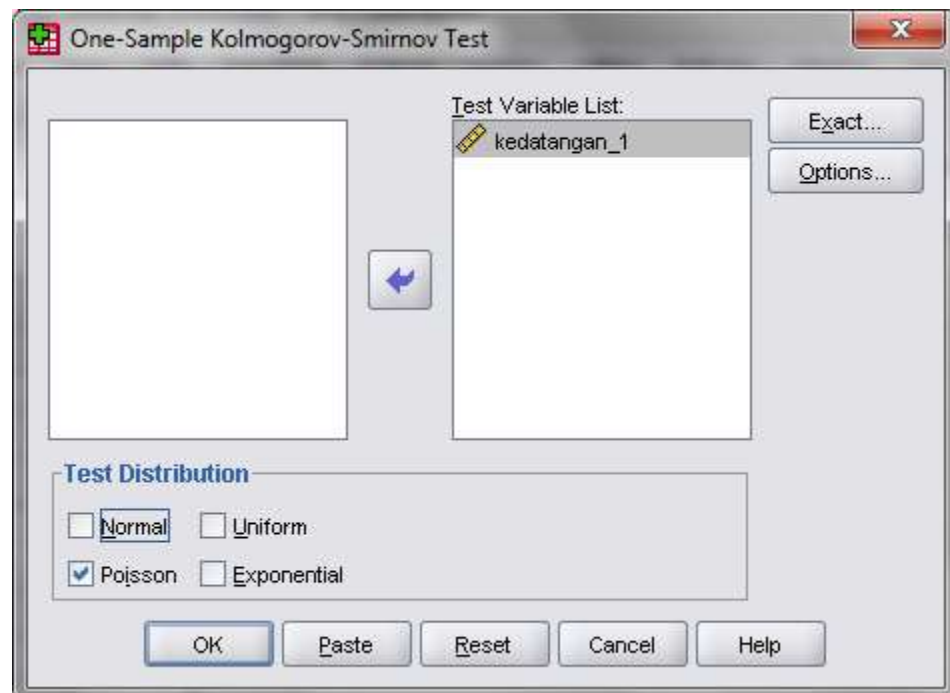 One-Sample Kolmogorov-Smirnov Test
Test Variable List:
kedatangan_1
Exact...
Options...
Test Distribution
Normal Uniform
Poisson Exponential
OK Paste Reset Cancel Help